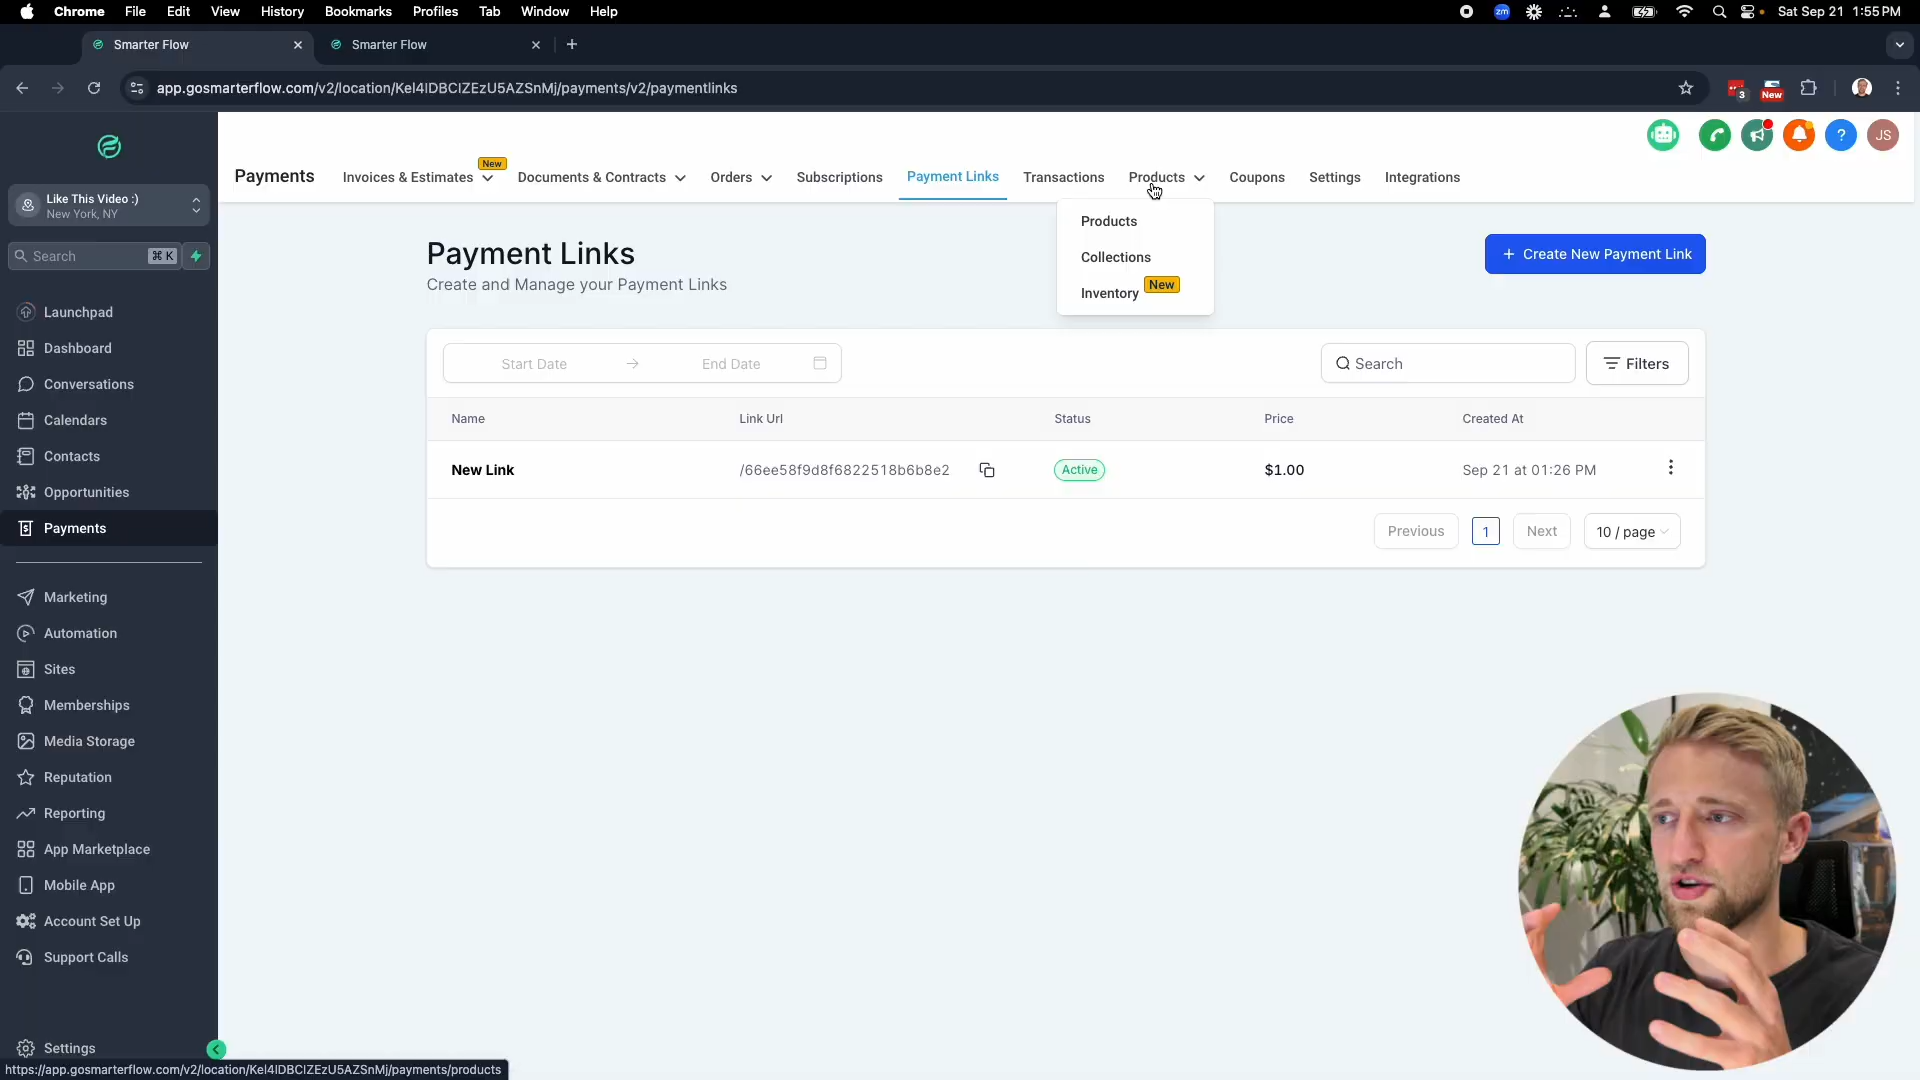 Chrome File Edit View History Bookmarks Profiles Tab Window Help
zm
Sat Sep 21 1:55 PM
Smarter Flow
Smarter Flow
app.gosmarterflow.com/v2/location/Kel4IDBCIZEzU5AZSnMj/payments/v2/paymentlinks
3
New
Like This Video :)
New York, NY
Search ⌘ K
Launchpad
Dashboard
Conversations
Calendars
Contacts
Opportunities
Payments
Marketing
Automation
Sites
Memberships
Media Storage
Reputation
Reporting
App Marketplace
Mobile App
Account Set Up
Support Calls
Settings
https://app.gosmarterflow.com/v2/location/Kel4IDBCIZEzU5AZSnMj/payments/products
? JS
New
Payments Invoices & Estimates Documents & Contracts Orders Subscriptions Payment Links Transactions Products Coupons Settings Integrations
Products
Collections
Inventory New
Payment Links
Create and Manage your Payment Links
+ Create New Payment Link
Start Date → End Date
Search
Filters
Name Link Url Status Price Created At
New Link /66ee58f9d8f6822518b6b8e2 Active $1.00 Sep 21 at 01:26 PM
Previous 1 Next 10 / page